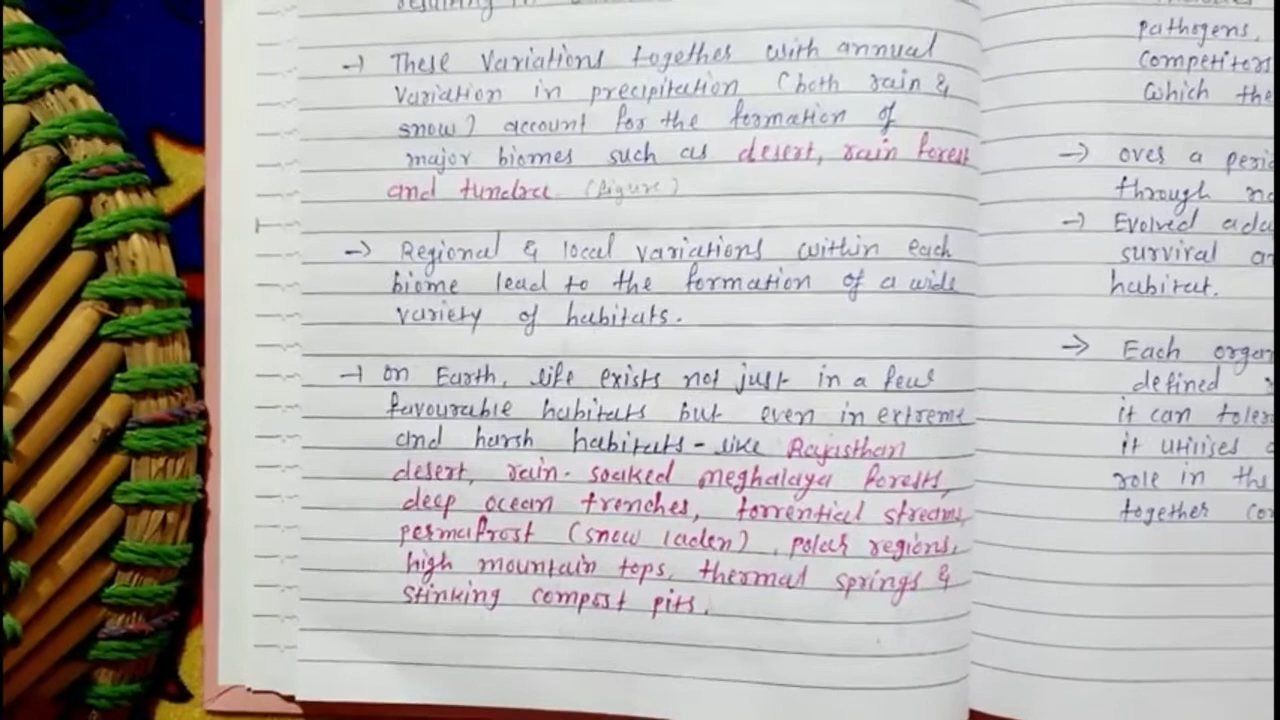 → These Variations together with annual
variation in precipitation (both rain &
snow) account for the formation of
major biomes such as desert, rain forest
and tundra (figure)
→ Regional & local variations within each
biome lead to the formation of a wide
variety of habitats.
→ On Earth, life exists not just in a few
favourable habitats but even in extreme
and harsh habitats - like Rajasthan
desert, rain-soaked meghalaya forests,
deep ocean trenches, torrential streams,
permafrost (snow laden), polar regions,
high mountain tops, thermal springs &
stinking compost pits.
pathogens,
competitors
which the
→ over a
through
→ Evolved
survival
habitat.
→ Each
defined
it can
it utilises
role in the
together